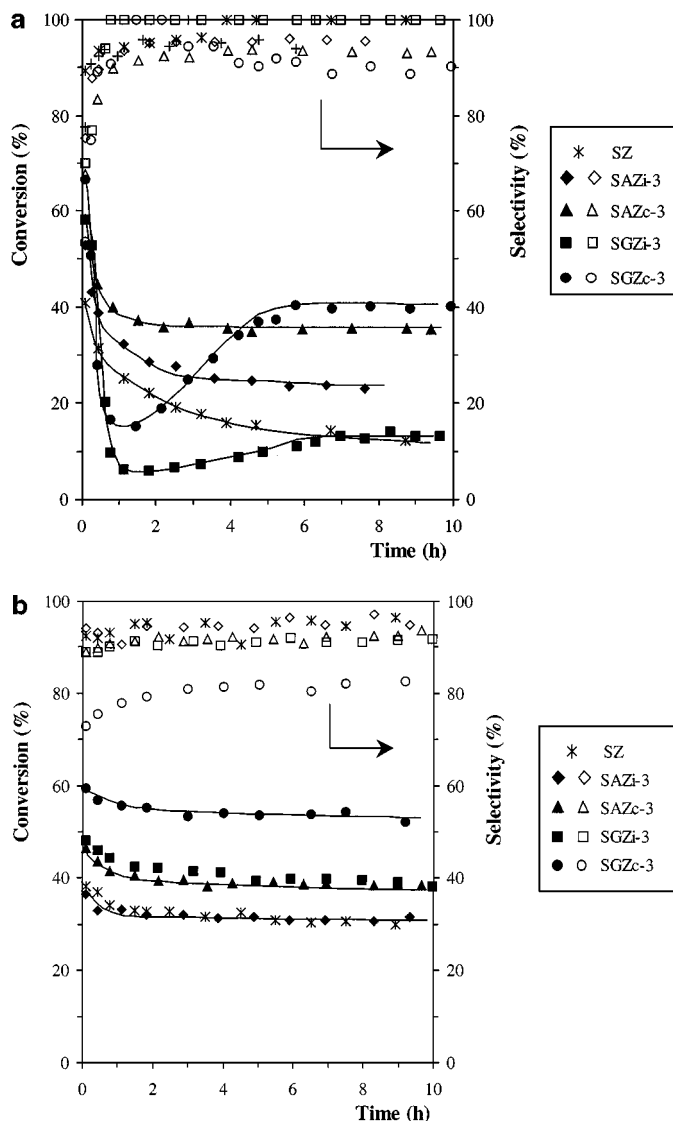 a
100
80
60
40
20
0
Conversion (%)
100
80
60
40
20
0
Selectivity (%)
0 2 4 6 8 10
Time (h)
SZ
SAZi-3
SAZc-3
SGZi-3
SGZc-3
b
100
80
60
40
20
0
Conversion (%)
100
80
60
40
20
0
Selectivity (%)
0 2 4 6 8 10
Time (h)
SZ
SAZi-3
SAZc-3
SGZi-3
SGZc-3